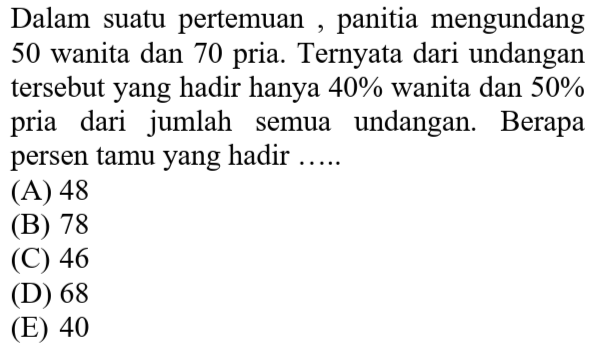 Dalam suatu pertemuan , panitia mengundang
50 wanita dan 70 pria. Ternyata dari undangan
tersebut yang hadir hanya 40% wanita dan 50%
pria dari jumlah semua undangan. Berapa
persen tamu yang hadir …..
(A) 48
(B) 78
(C) 46
(D) 68
(E) 40